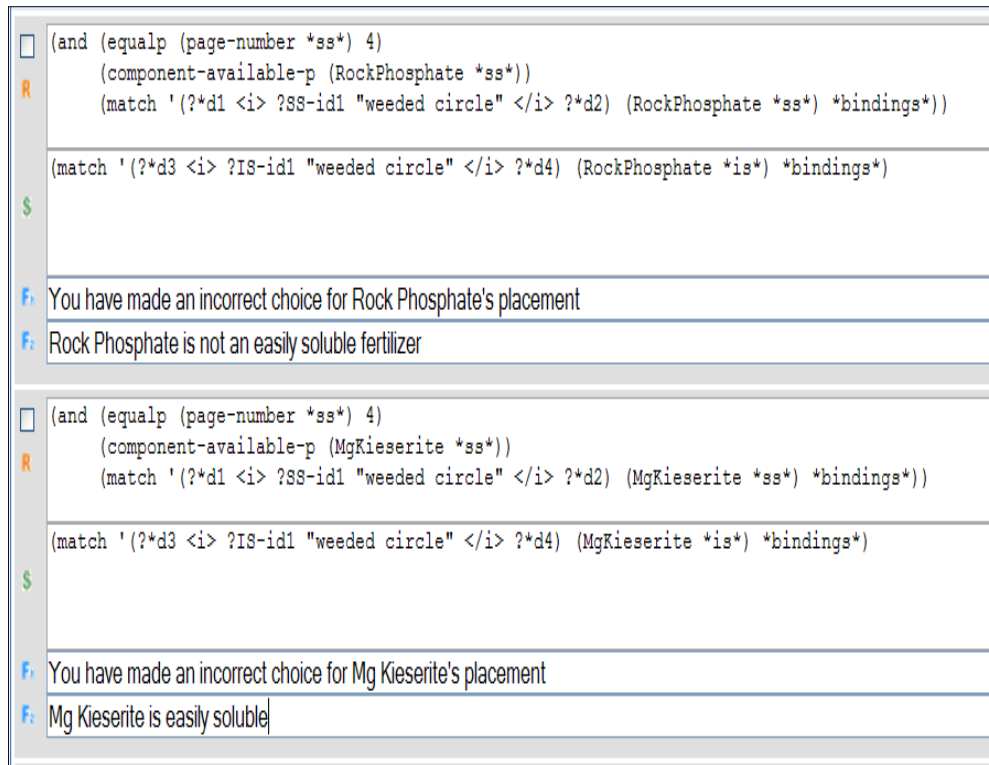 (and (equalp (page-number *ss*) 4)
(component-available-p (RockPhosphate *ss*))
R
(match '(?*d1 <i> ?SS-id1 "weeded circle" </i> ?*d2) (RockPhosphate *ss*) *bindings*))
(match '(?*d3 <i> ?IS-id1 "weeded circle" </i> ?*d4) (RockPhosphate *is*) *bindings*)
S
F1 You have made an incorrect choice for Rock Phosphate's placement
F2 Rock Phosphate is not an easily soluble fertilizer
(and (equalp (page-number *ss*) 4)
(component-available-p (MgKieserite *ss*))
R
(match '(?*d1 <i> ?SS-id1 "weeded circle" </i> ?*d2) (MgKieserite *ss*) *bindings*))
(match '(?*d3 <i> ?IS-id1 "weeded circle" </i> ?*d4) (MgKieserite *is*) *bindings*)
S
F1 You have made an incorrect choice for Mg Kieserite's placement
F2 Mg Kieserite is easily soluble